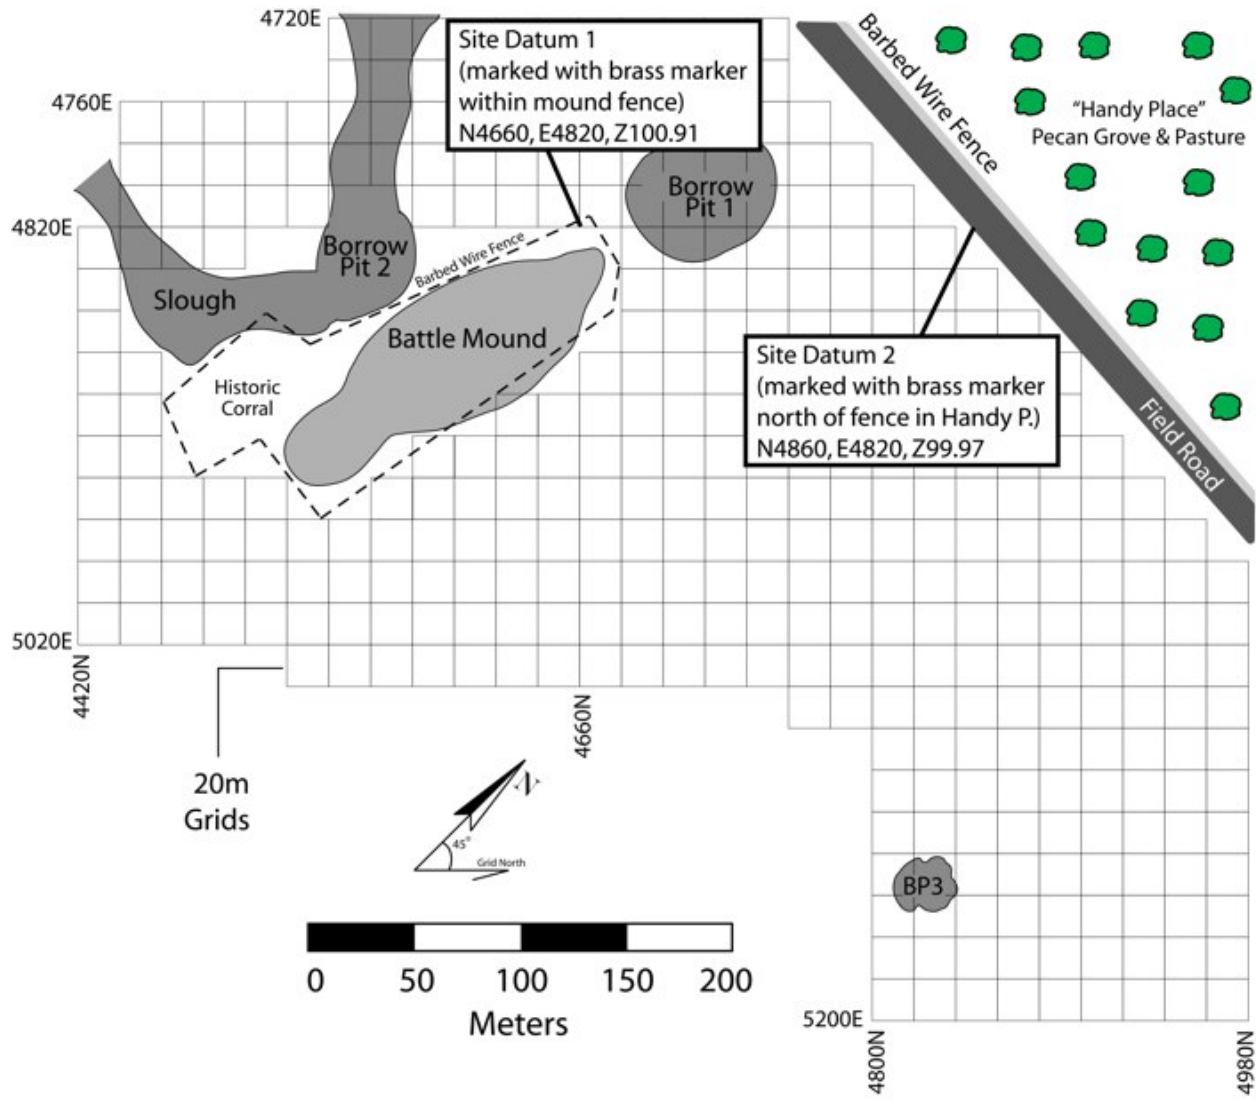 4720E
Site Datum 1
(marked with brass marker
within mound fence)
N4660, E4820, Z100.91
Barbed Wire Fence
"Handy Place"
Pecan Grove & Pasture
4760E
Borrow
Pit 1
4820E
Borrow
Pit 2
Barbed Wire Fence
Slough
Battle Mound
Historic
Corral
Site Datum 2
(marked with brass marker
north of fence in Handy P.)
N4860, E4820, Z99.97
Field Road
5020E
4420N
4660N
20m
Grids
N
45°
Grid North
BP3
0 50 100 150 200
Meters
5200E
4800N
4980N